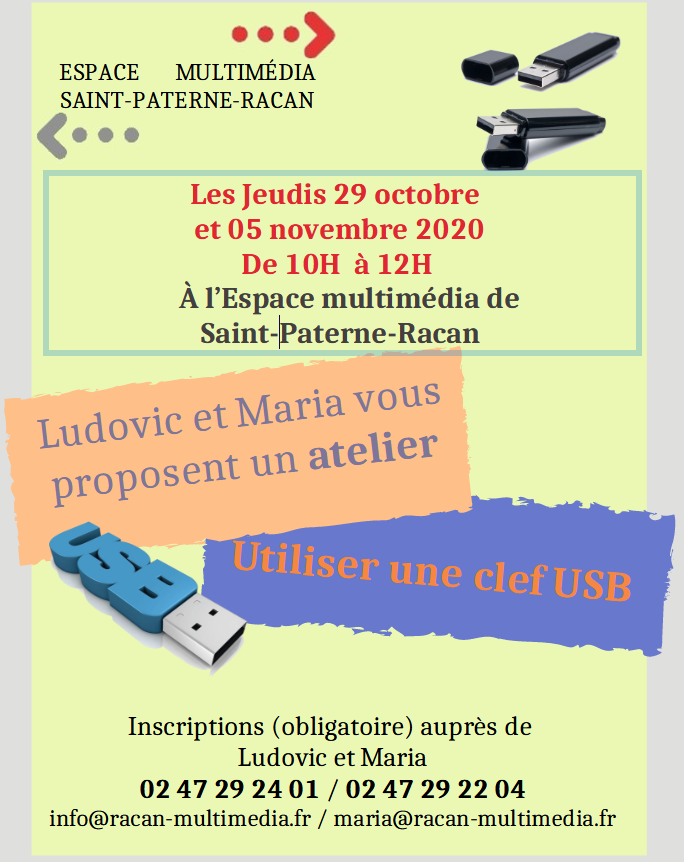 ESPACE MULTIMÉDIA
SAINT-PATERNE-RACAN
Les Jeudis 29 octobre
et 05 novembre 2020
De 10H à 12H
À l’Espace multimédia de
Saint-Paterne-Racan
Ludovic et Maria vous
proposent un atelier
USB
Utiliser une clef USB
Inscriptions (obligatoire) auprès de
Ludovic et Maria
02 47 29 24 01 / 02 47 29 22 04
info@racan-multimedia.fr / maria@racan-multimedia.fr